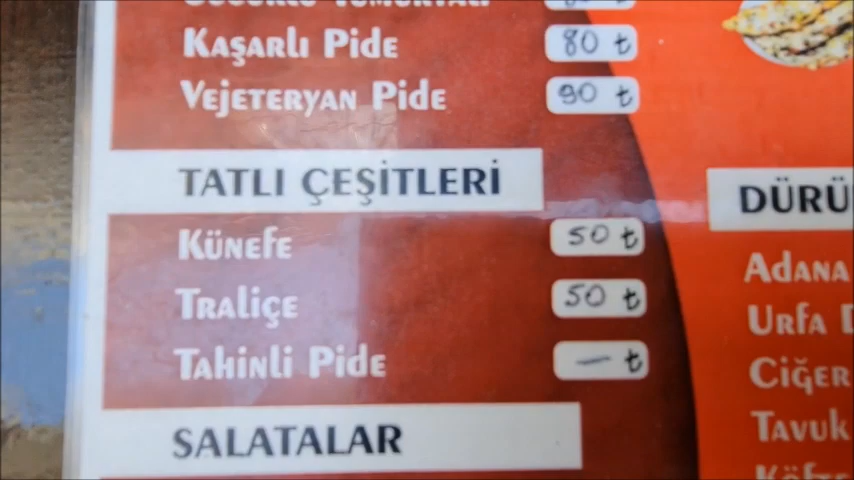 Kaşarlı Pide 80 ₺
Vejeteryan Pide 90 ₺
TATLI ÇEŞİTLERİ
Künefe 50 ₺
Traliçe 50 ₺
Tahinli Pide — ₺
SALATALAR
DÜRÜ
Adana
Urfa D
Ciğer
Tavuk
Köfte